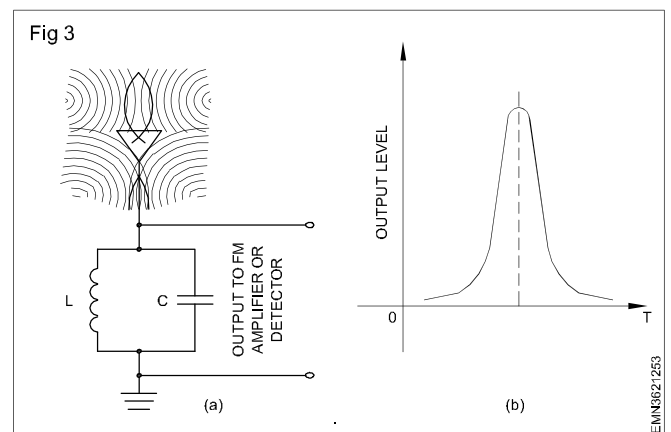 Fig 3
L
C
OUTPUT TO FM
AMPLIFIER OR
DETECTOR
(a)
OUTPUT LEVEL
0
T
(b)
EMN3621253